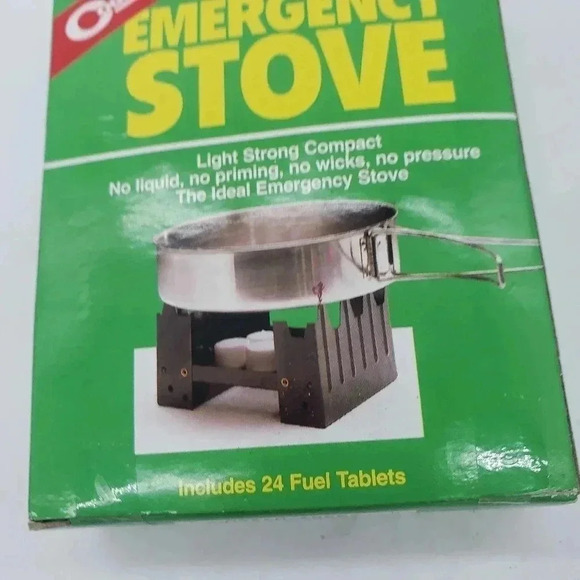 EMERGENCY
STOVE
Light Strong Compact
No liquid, no priming, no wicks, no pressure
The Ideal Emergency Stove
Includes 24 Fuel Tablets